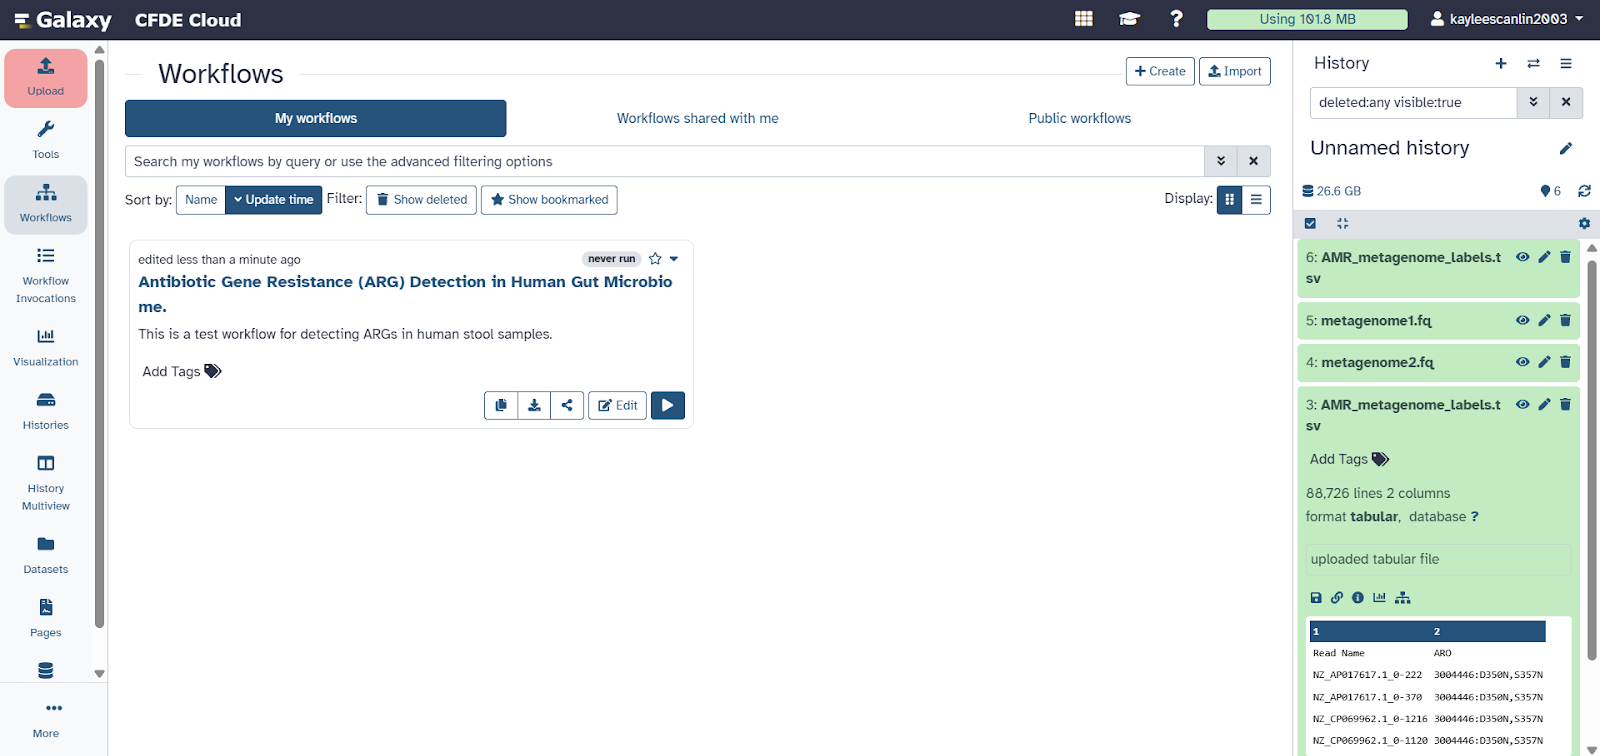 Galaxy CFDE Cloud
Using 101.8 MB
kayleescanlin2003
Upload
Tools
Workflows
Workflow
Invocations
Visualization
Histories
History
Multiview
Datasets
Pages
More
Workflows
Create
Import
My workflows
Workflows shared with me
Public workflows
Search my workflows by query or use the advanced filtering options
Sort by: Name Update time Filter: Show deleted Show bookmarked
Display:
edited less than a minute ago
never run
Antibiotic Gene Resistance (ARG) Detection in Human Gut Microbio
me.
This is a test workflow for detecting ARGs in human stool samples.
Add Tags
Edit
History
deleted:any visible:true
Unnamed history
26.6 GB
6
6: AMR_metagenome_labels.t
sv
5: metagenome1.fq
4: metagenome2.fq
3: AMR_metagenome_labels.t
sv
Add Tags
88,726 lines 2 columns
format tabular, database ?
uploaded tabular file
1 2
Read Name ARO
NZ_AP017617.1_0-222 3004446:D350N,S357N
NZ_AP017617.1_0-370 3004446:D350N,S357N
NZ_CP069962.1_0-1216 3004446:D350N,S357N
NZ_CP069962.1_0-1120 3004446:D350N,S357N